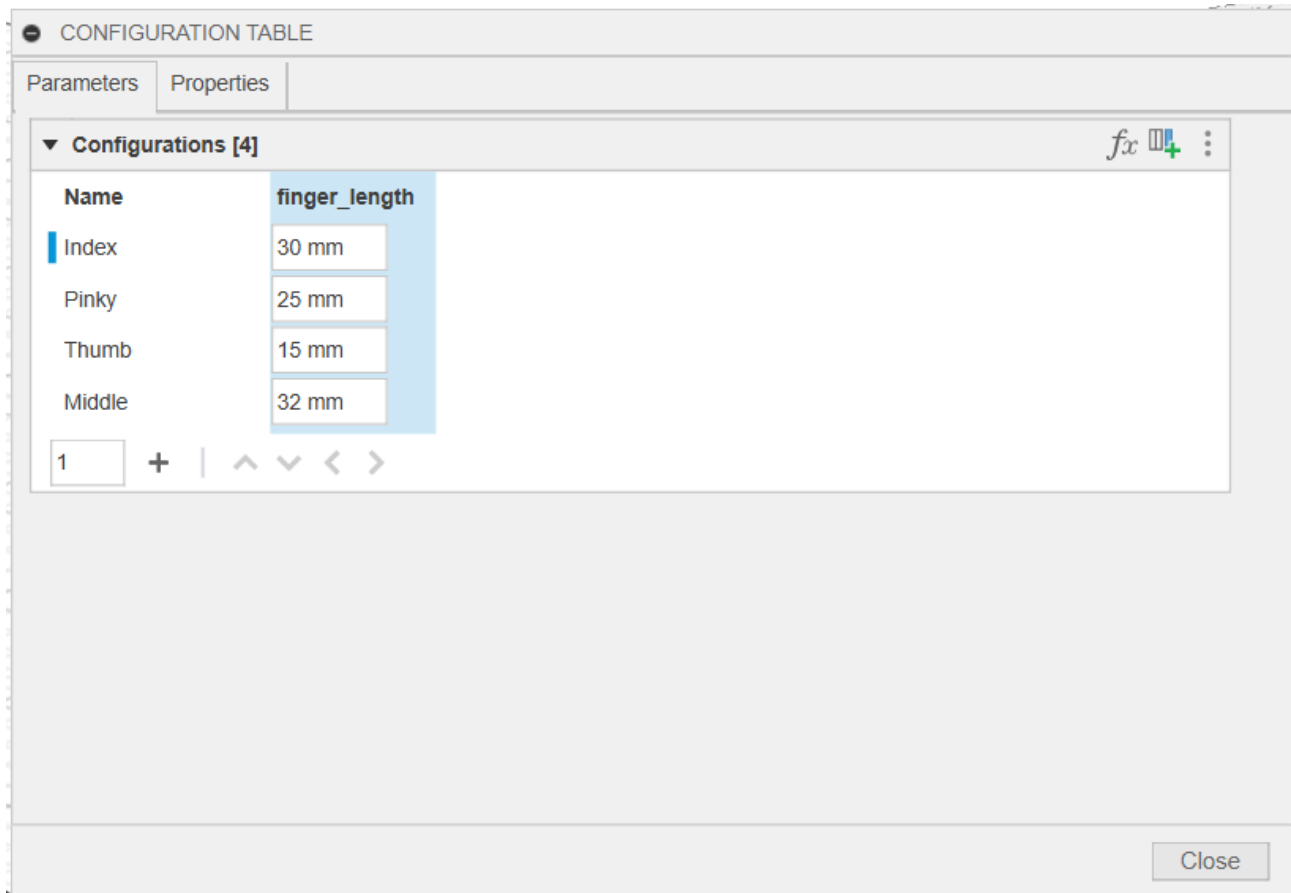 CONFIGURATION TABLE
Parameters Properties
Configurations [4] fx
Name finger_length
Index 30 mm
Pinky 25 mm
Thumb 15 mm
Middle 32 mm
1
Close